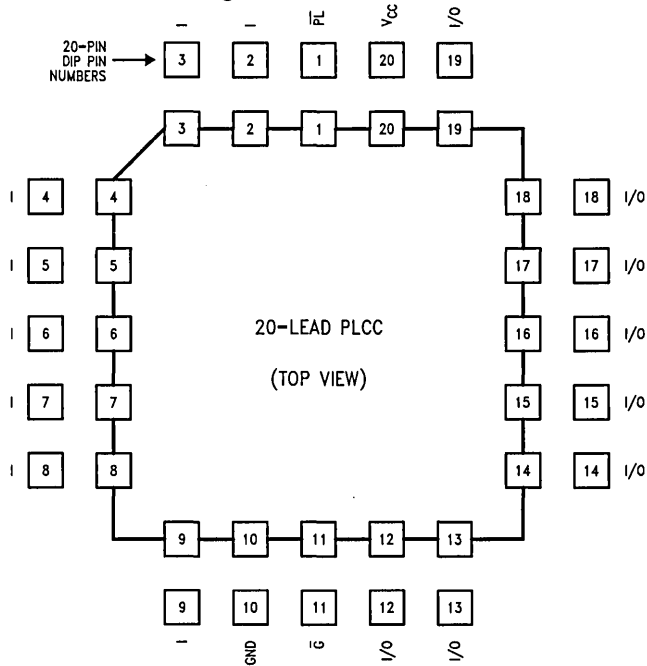 I I P̅L̅ VCC I/O
20-PIN
DIP PIN
NUMBERS
3 2 1 20 19
3 2 1 20 19
I 4 4 18 18 I/O
I 5 5 17 17 I/O
I 6 6 16 16 I/O
20-LEAD PLCC
I 7 7 15 15 I/O
(TOP VIEW)
I 8 8 14 14 I/O
9 10 11 12 13
9 10 11 12 13
I GND G̅ I/O I/O